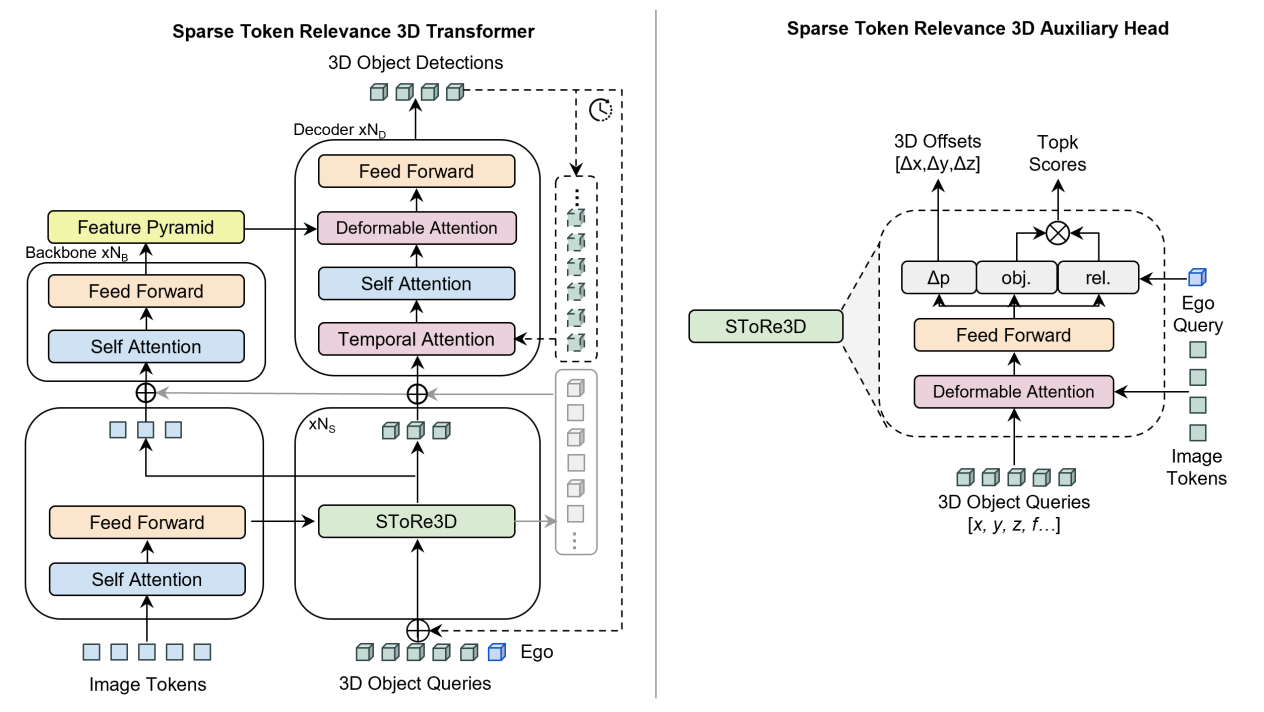 Sparse Token Relevance 3D Transformer
3D Object Detections
Decoder xN_D
Feed Forward
Deformable Attention
Feature Pyramid
Self Attention
Temporal Attention
Backbone xN_B
Feed Forward
Self Attention
xN_S
Feed Forward
STоRe3D
Self Attention
Image Tokens
3D Object Queries
Ego
Sparse Token Relevance 3D Auxiliary Head
3D Offsets
[Δx,Δy,Δz]
Topk
Scores
Δp
obj.
rel.
Ego
Query
SToRe3D
Feed Forward
Deformable Attention
Image
Tokens
3D Object Queries
[x, y, z, f…]